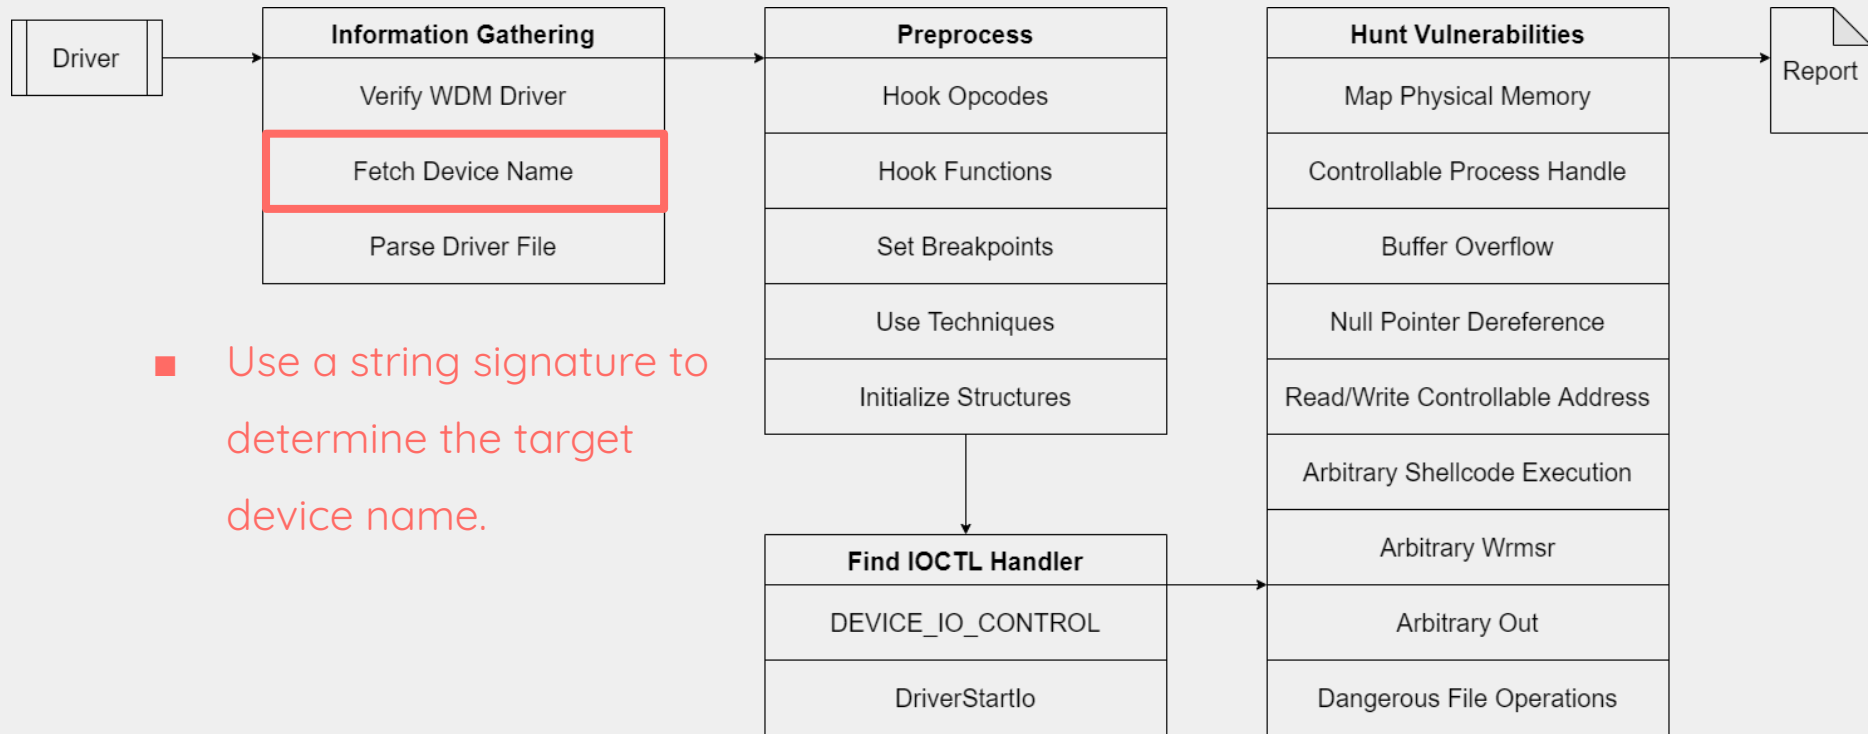 Driver
Information Gathering
Verify WDM Driver
Fetch Device Name
Parse Driver File
■ Use a string signature to
determine the target
device name.
Preprocess
Hook Opcodes
Hook Functions
Set Breakpoints
Use Techniques
Initialize Structures
Find IOCTL Handler
DEVICE_IO_CONTROL
DriverStartIo
Hunt Vulnerabilities
Map Physical Memory
Controllable Process Handle
Buffer Overflow
Null Pointer Dereference
Read/Write Controllable Address
Arbitrary Shellcode Execution
Arbitrary Wrmsr
Arbitrary Out
Dangerous File Operations
Report